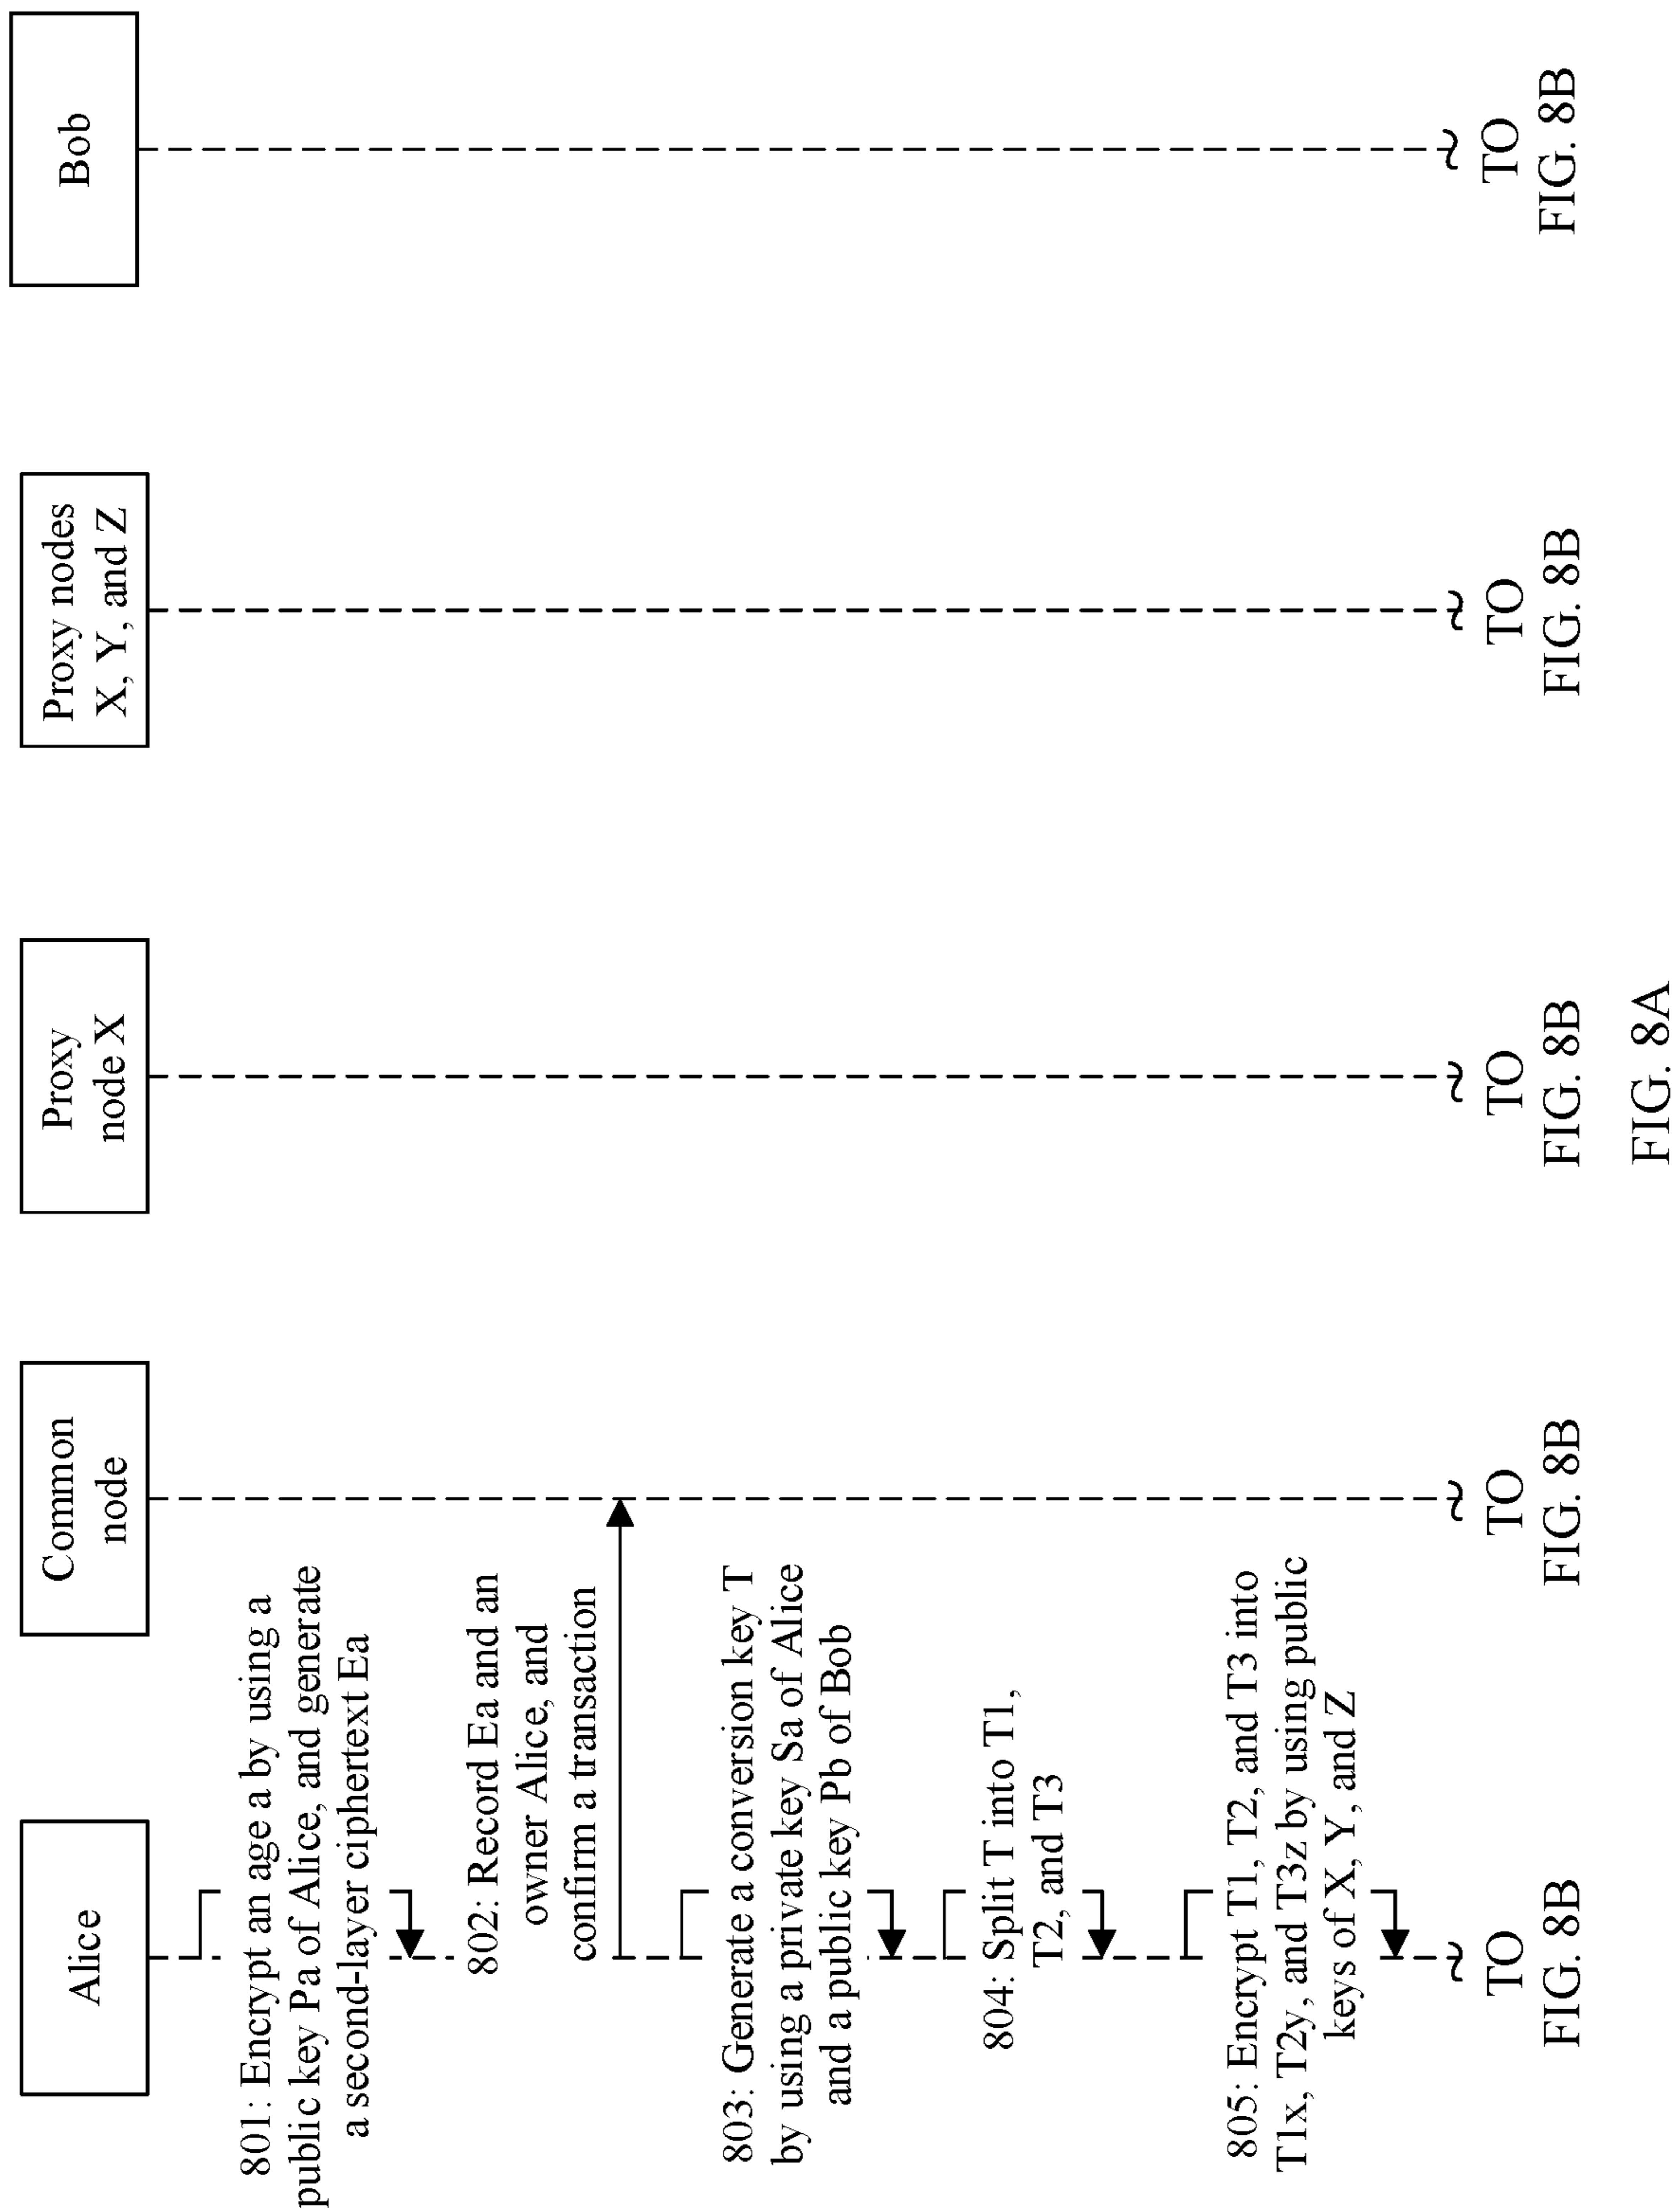 Alice
Common
node
Proxy
node X
Proxy nodes
X, Y, and Z
Bob
801: Encrypt an age a by using a
public key Pa of Alice, and generate
a second-layer ciphertext Ea
802: Record Ea and an
owner Alice, and
confirm a transaction
803: Generate a conversion key T
by using a private key Sa of Alice
and a public key Pb of Bob
804: Split T into T1,
T2, and T3
805: Encrypt T1, T2, and T3 into
T1x, T2y, and T3z by using public
keys of X, Y, and Z
TO
FIG. 8B
TO
FIG. 8B
TO
FIG. 8B
TO
FIG. 8B
TO
FIG. 8B
FIG. 8A